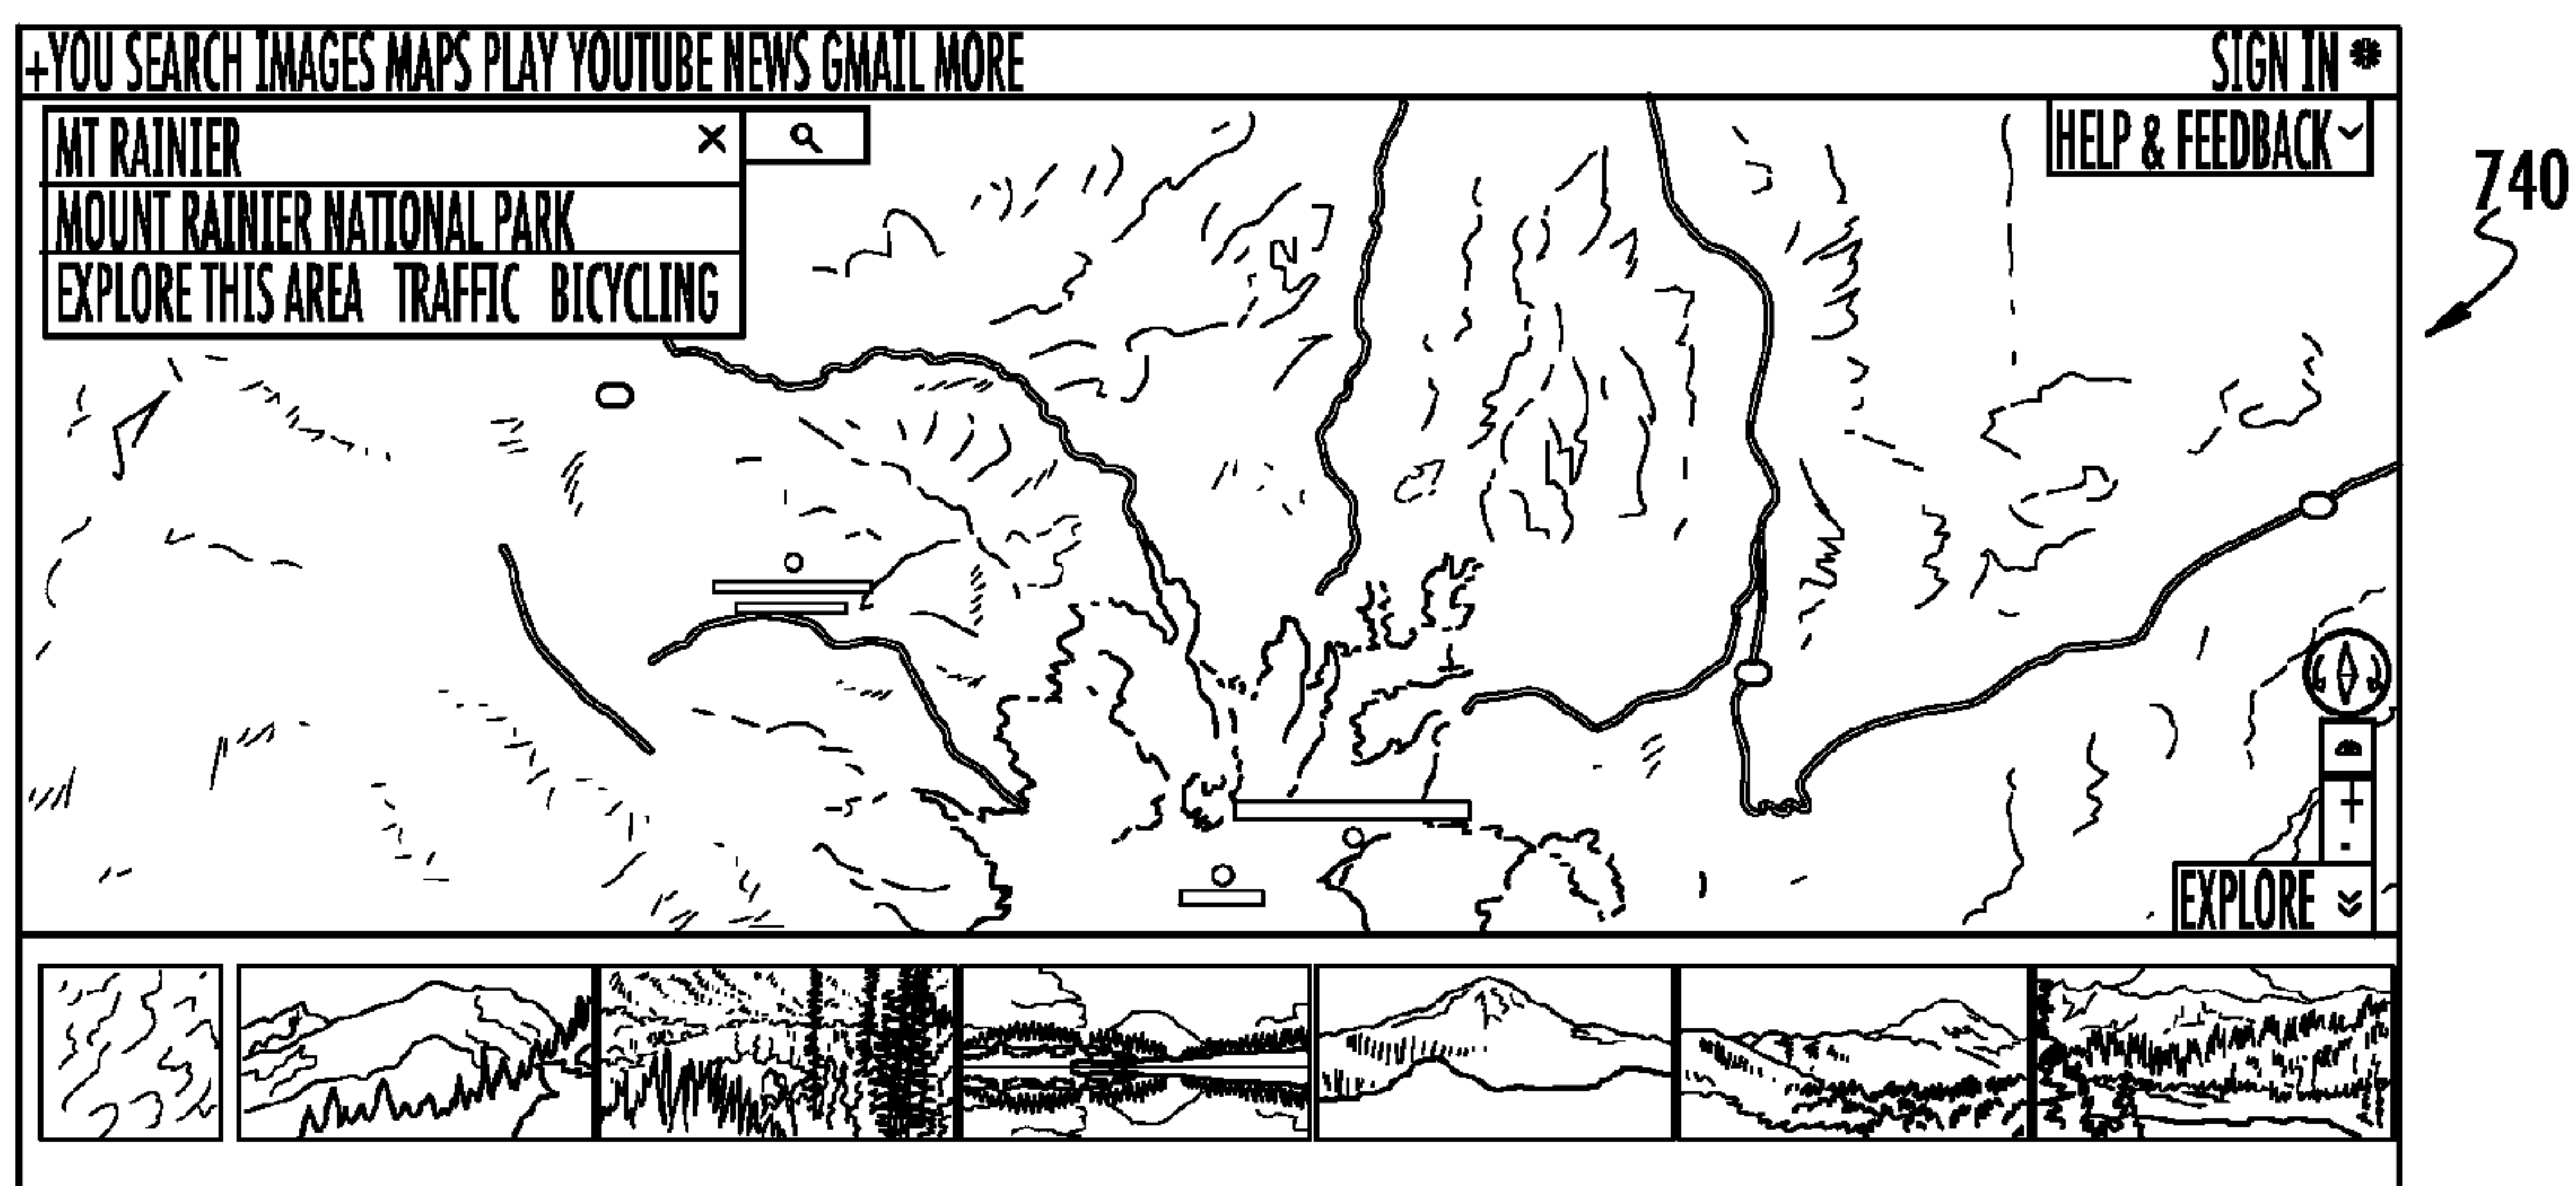 +YOU SEARCH IMAGES MAPS PLAY YOUTUBE NEWS GMAIL MORE SIGN IN
MT RAINIER
HELP & FEEDBACK
740
MOUNT RAINIER NATIONAL PARK
EXPLORE THIS AREA TRAFFIC BICYCLING
EXPLORE